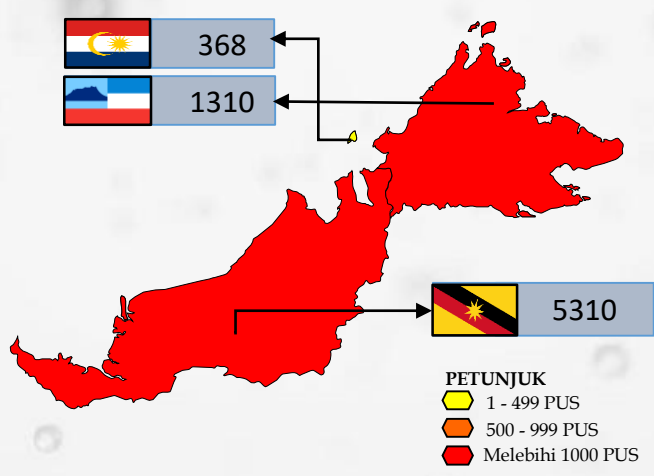 368
1310
5310
PETUNJUK
1 - 499 PUS
500 - 999 PUS
Melebihi 1000 PUS